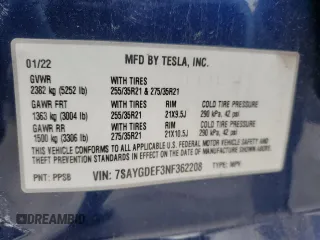 MFD BY TESLA, INC.
01/22
GVWR WITH TIRES
2382 kg (5252 lb) 255/35R21 & 275/35R21
GAWR FRT WITH TIRES RIM COLD TIRE PRESSURE
1363 kg (3004 lb) 255/35R21 21X9.5J 290 kPa, 42 psi
GAWR RR WITH TIRES RIM COLD TIRE PRESSURE
1500 kg (3306 lb) 275/35R21 21X10.5J 290 kPa, 42 psi
THIS VEHICLE CONFORMS TO ALL APPLICABLE FEDERAL
MOTOR VEHICLE SAFETY, BUMPER, AND THEFT PREVENTION
STANDARDS IN EFFECT ON THE DATE OF MANUFACTURE SHOWN ABOVE.
PNT: PPSB VIN: 7SAYGDEF3NF362208 TYPE: MPV
DREAMBID